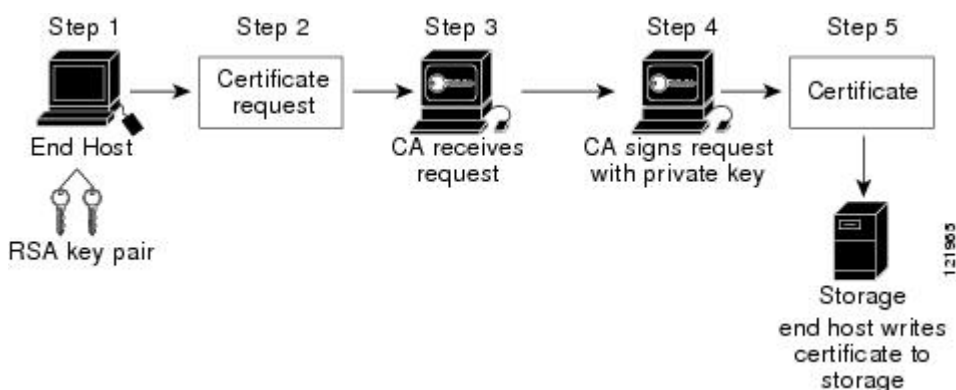 Step 1
Step 2
Step 3
Step 4
Step 5
Certificate
request
Certificate
End Host
CA receives
request
CA signs request
with private key
RSA key pair
Storage
end host writes
certificate to
storage
121965